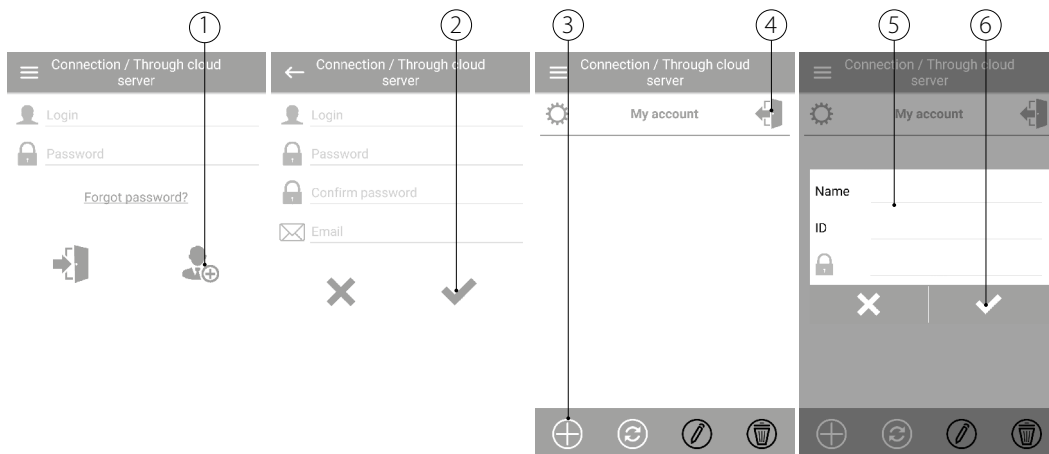 1
2
3
4
5
6
Connection / Through cloud
server
Login
Password
Forgot password?
Connection / Through cloud
server
Login
Password
Confirm password
Email
Connection / Through cloud
server
My account
Connection / Through cloud
server
My account
Name
ID